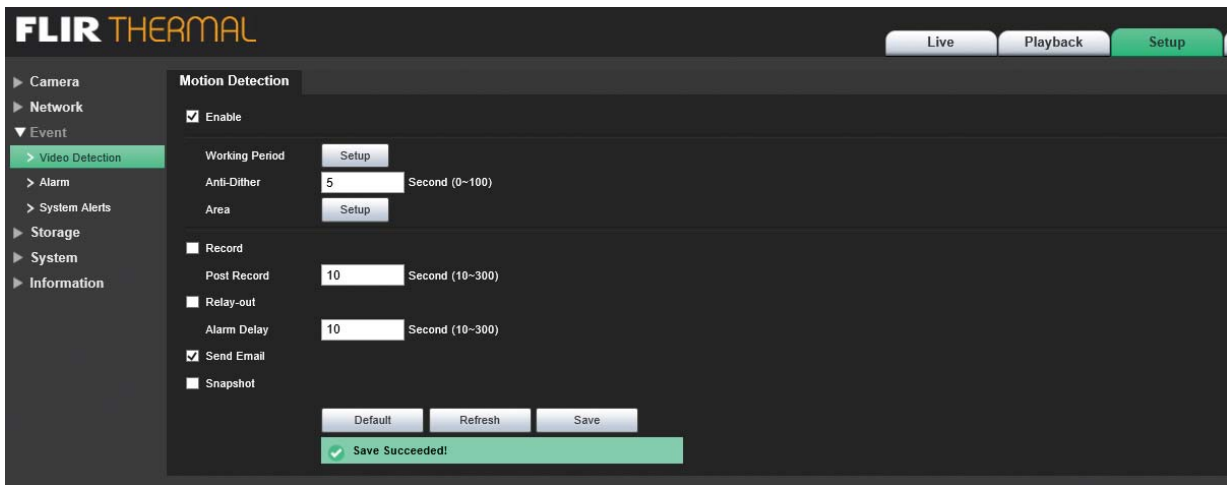 FLIR THERMAL
Live Playback Setup
Camera
Network
Event
Video Detection
Alarm
System Alerts
Storage
System
Information
Motion Detection
Enable
Working Period Setup
Anti-Dither 5 Second (0~100)
Area Setup
Record
Post Record 10 Second (10~300)
Relay-out
Alarm Delay 10 Second (10~300)
Send Email
Snapshot
Default Refresh Save
Save Succeeded!